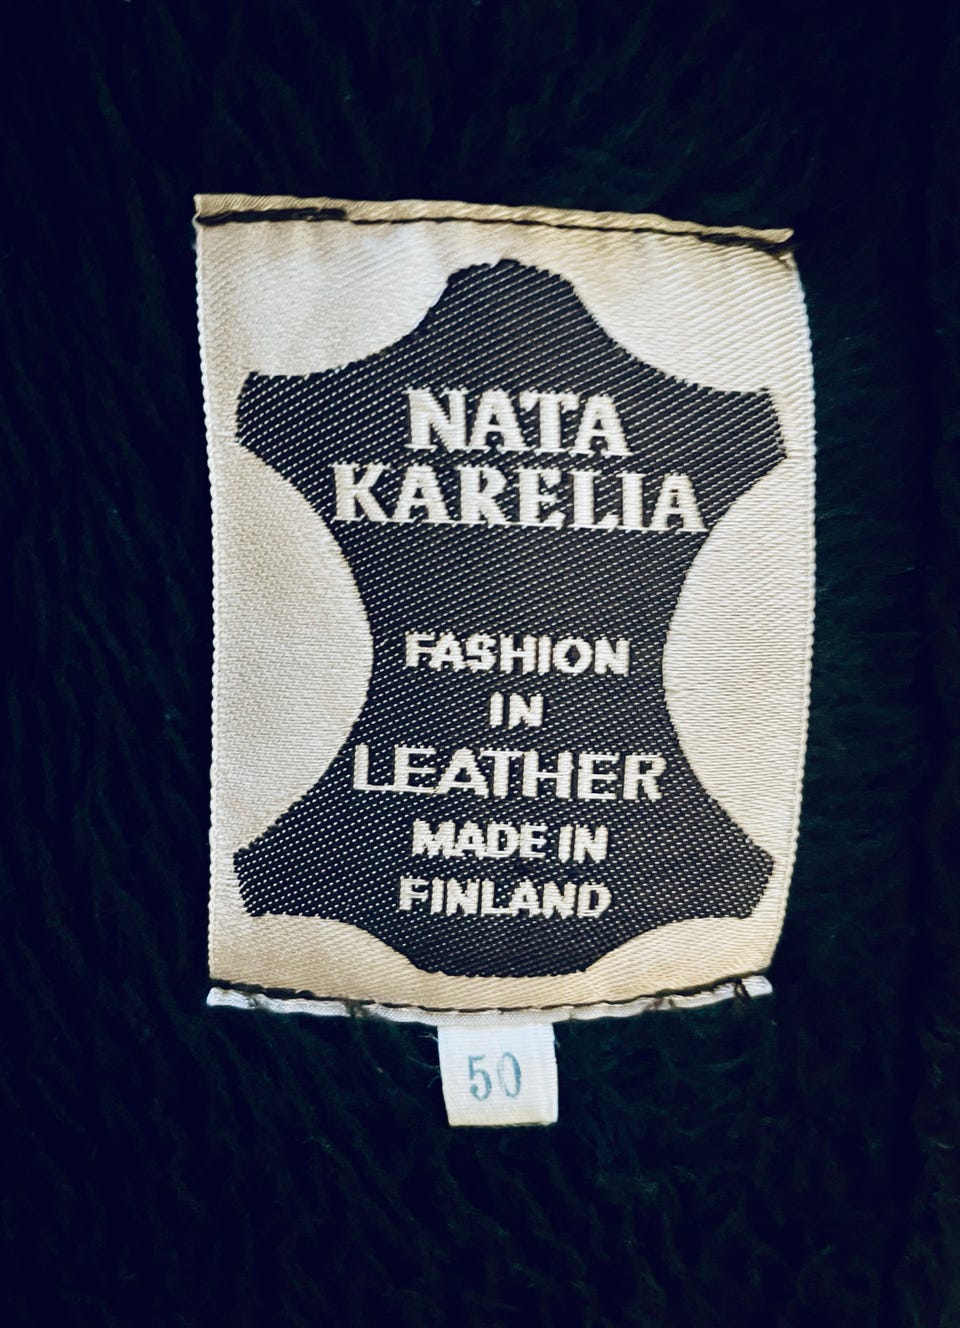 NATA
KARELIA
FASHION
IN
LEATHER
MADE IN
FINLAND
50